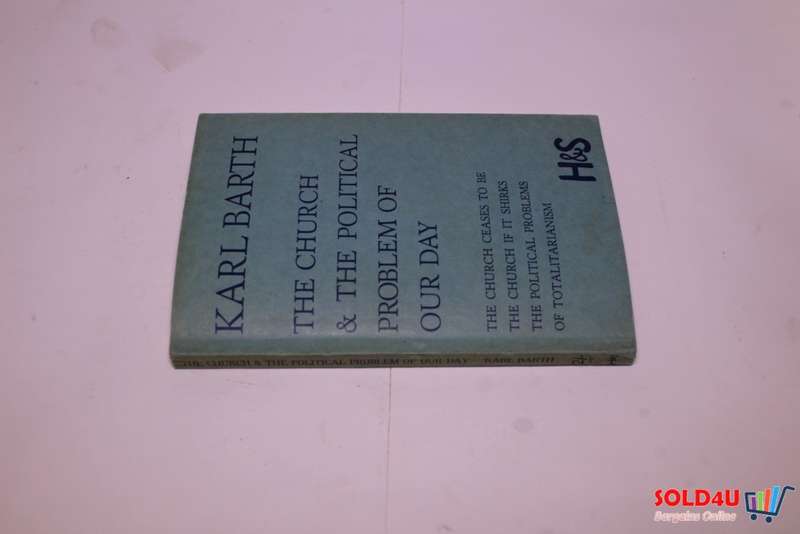 KARL BARTH
THE CHURCH
& THE POLITICAL
PROBLEM OF
OUR DAY
THE CHURCH CEASES TO BE
THE CHURCH IF IT SHIRKS
THE POLITICAL PROBLEMS
OF TOTALITARIANISM
H&S
THE CHURCH & THE POLITICAL PROBLEM OF OUR DAY KARL BARTH
SOLD4U
Bargains Online